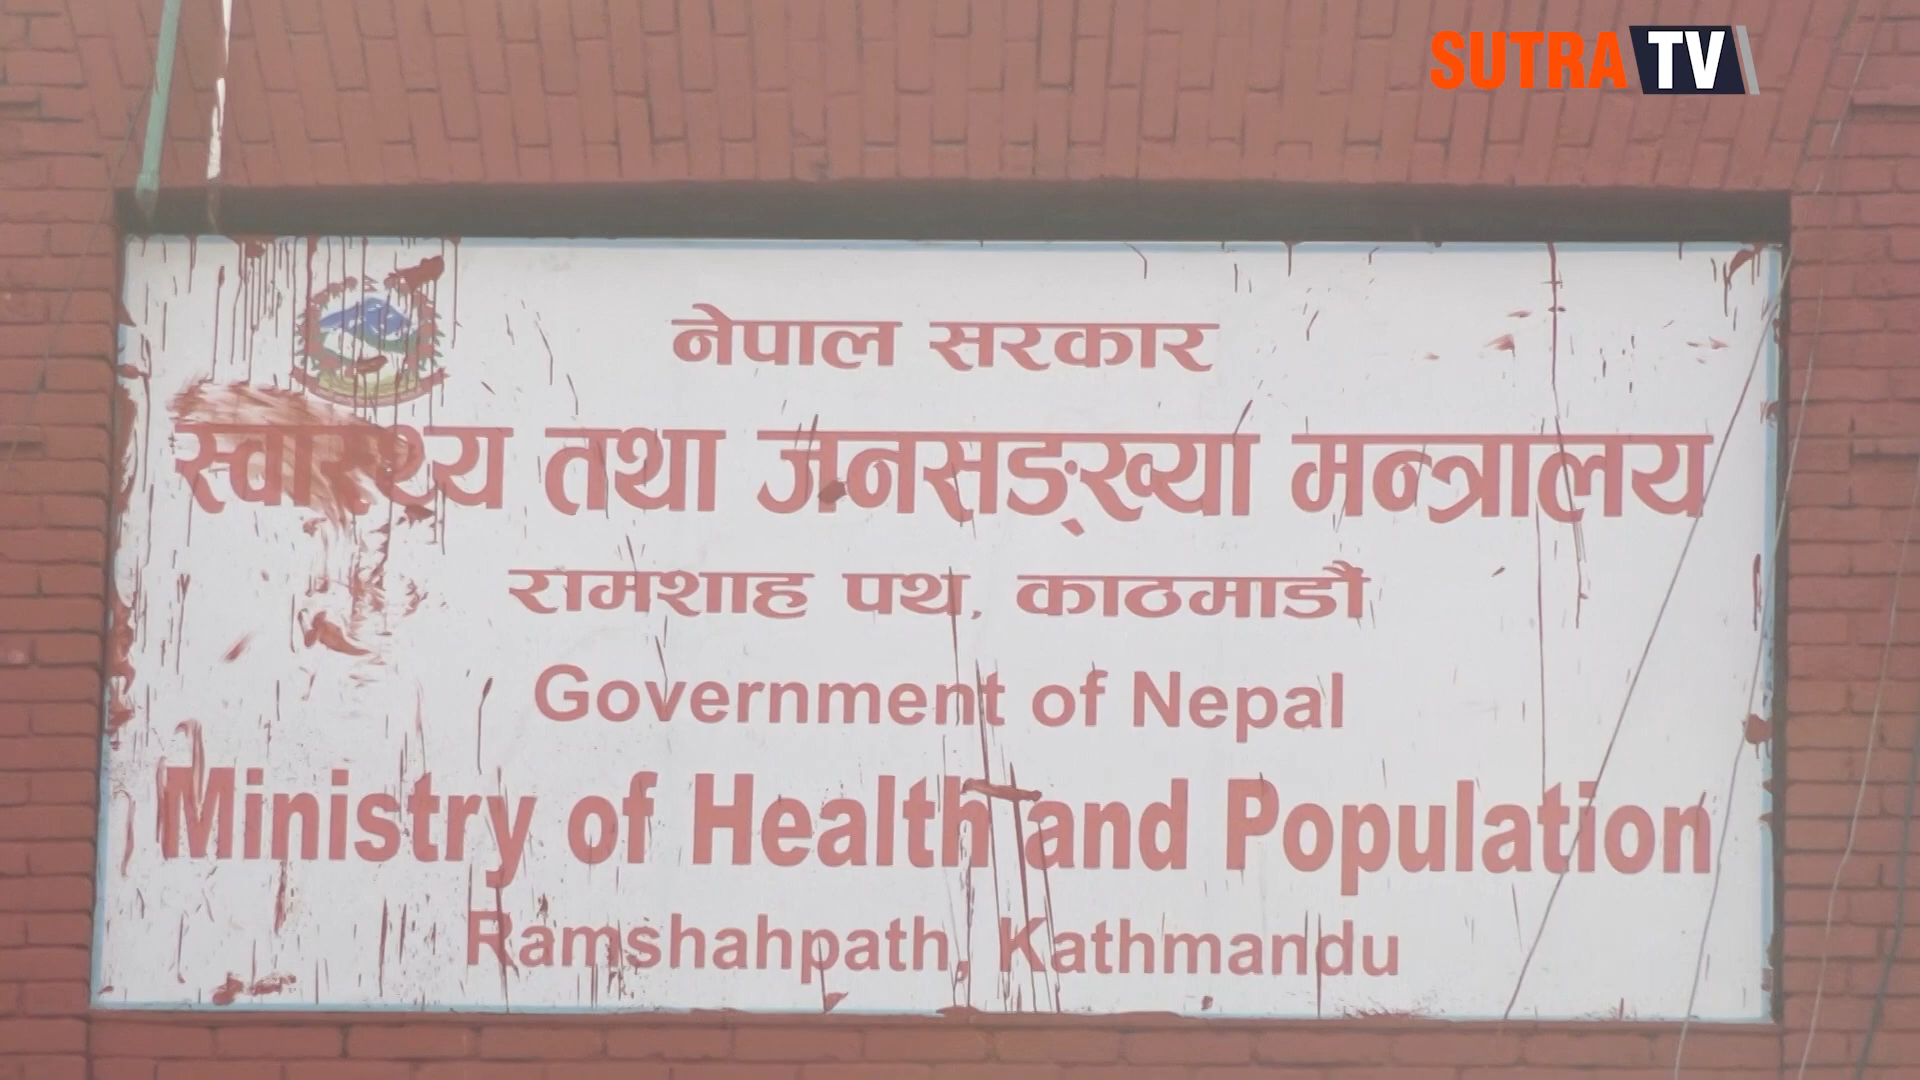 SUTRA TV
नेपाल सरकार
स्वास्थ्य तथा जनसङ्ख्या मन्त्रालय
रामशाह पथ, काठमाडौं
Government of Nepal
Ministry of Health and Population
Ramshahpath, Kathmandu